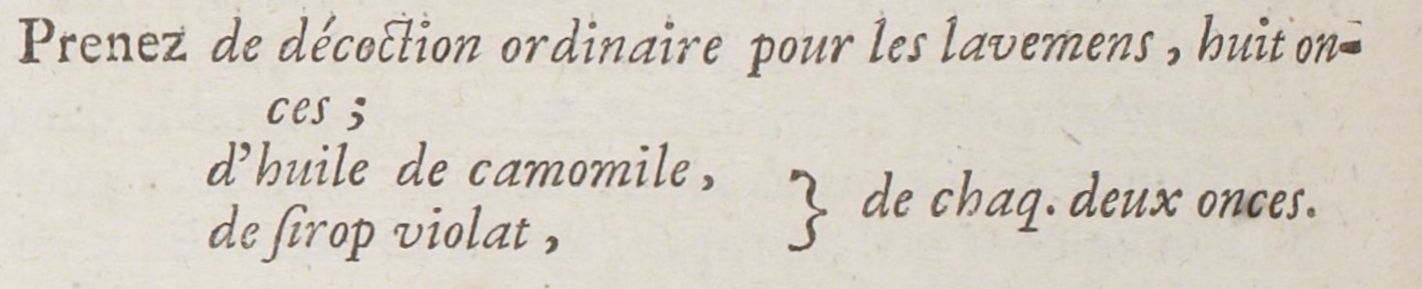 Prenez de décoction ordinaire pour les lavemens, huit on-
ces ;
d'huile de camomile,
de ſirop violat, } de chaq. deux onces.